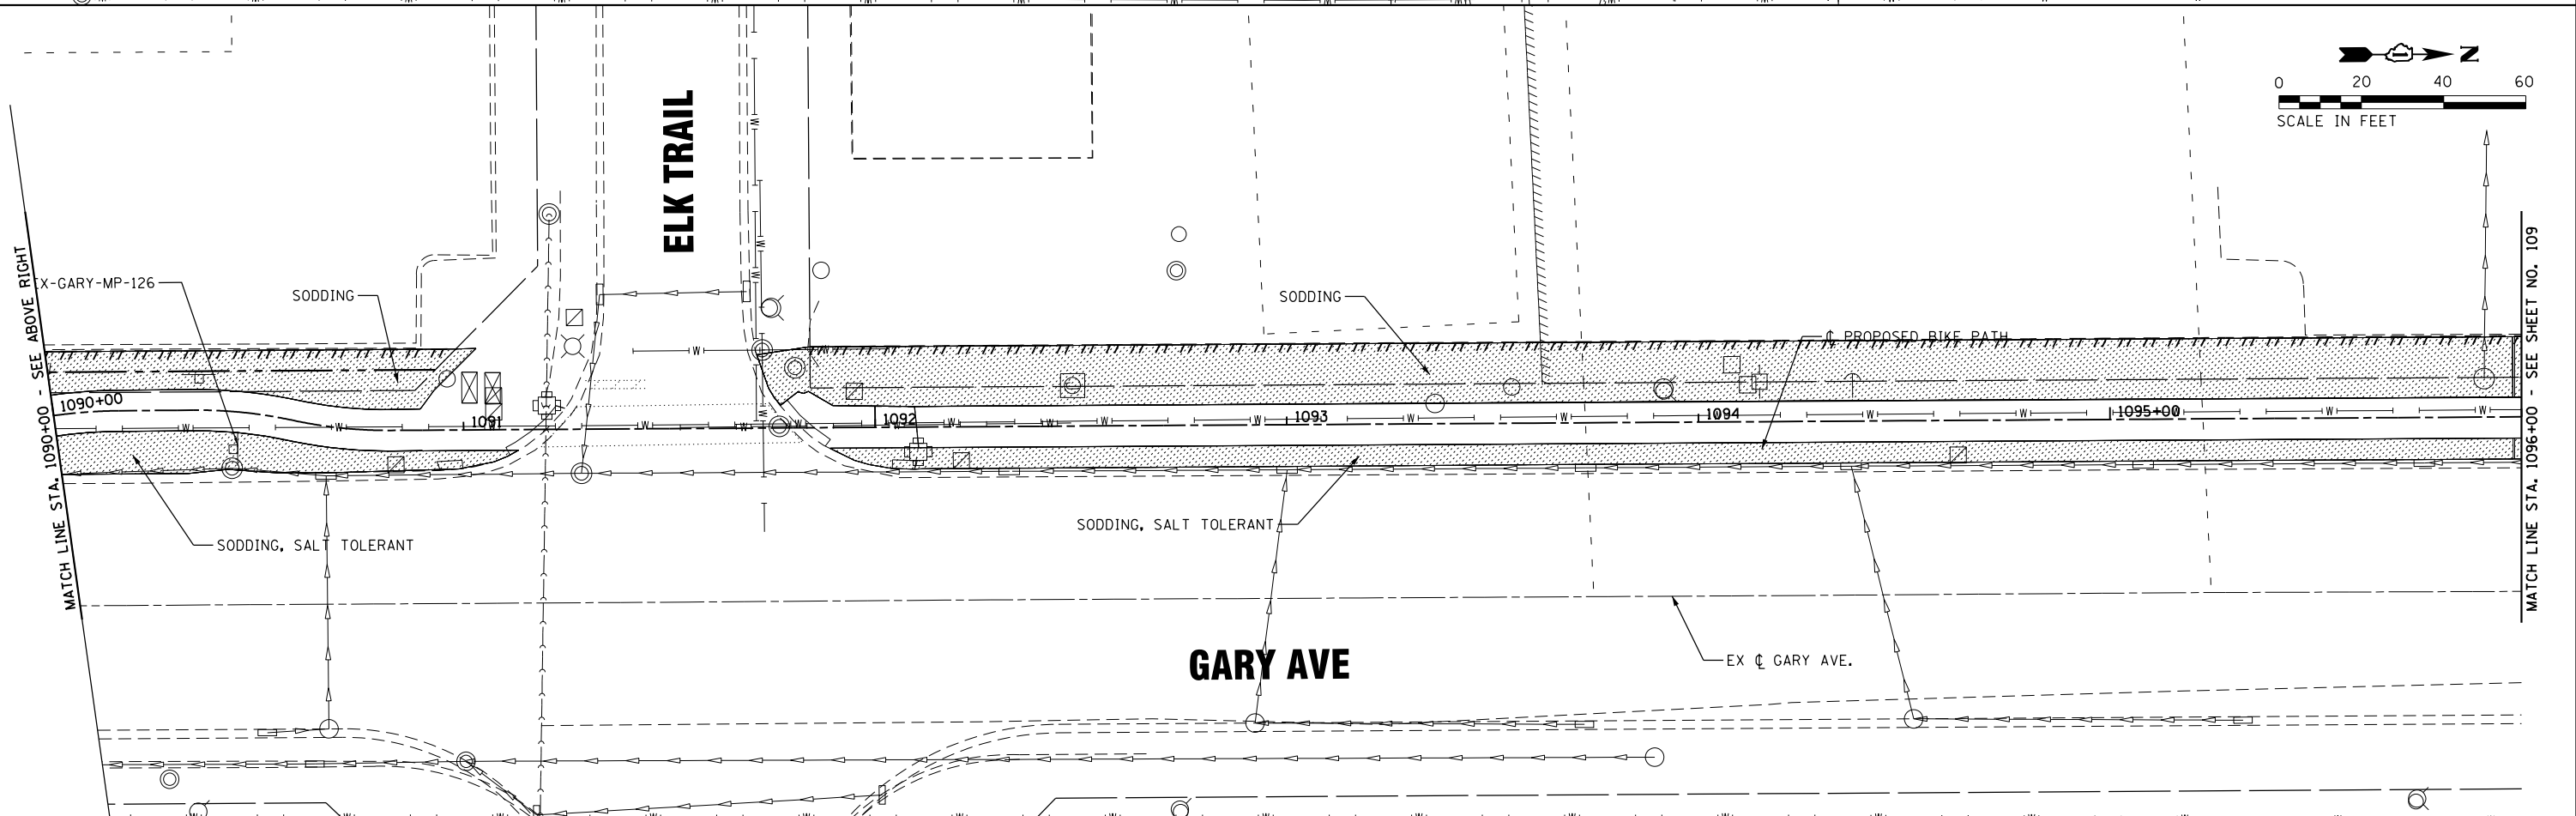 N
0 20 40 60
SCALE IN FEET
ELK TRAIL
MATCH LINE STA. 1090+00 - SEE ABOVE RIGHT
EX-GARY-MP-126
SODDING
SODDING
℄ PROPOSED BIKE PATH
1090+00
1091
1092
1093
1094
1095+00
MATCH LINE STA. 1096+00 - SEE SHEET NO. 109
SODDING, SALT TOLERANT
SODDING, SALT TOLERANT
GARY AVE
EX ℄ GARY AVE.